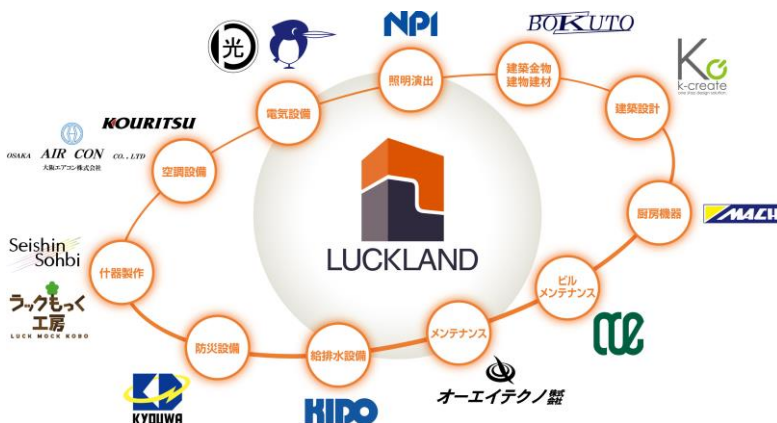 NPI
BOKUTO
光
照明演出
建築金物
建物建材
K
k-create
電気設備
建築設計
KOURITSU
OSAKA AIR CON CO.,LTD
大阪エアコン株式会社
空調設備
厨房機器
MACH
LUCKLAND
Seishin
Sohbi
什器製作
ビル
メンテナンス
ラックもっく
工房
LUCK MOCK KOBO
防災設備
給排水設備
メンテナンス
cce
オーエイテクノ株式会社
KD
KYOUWA
KIDO